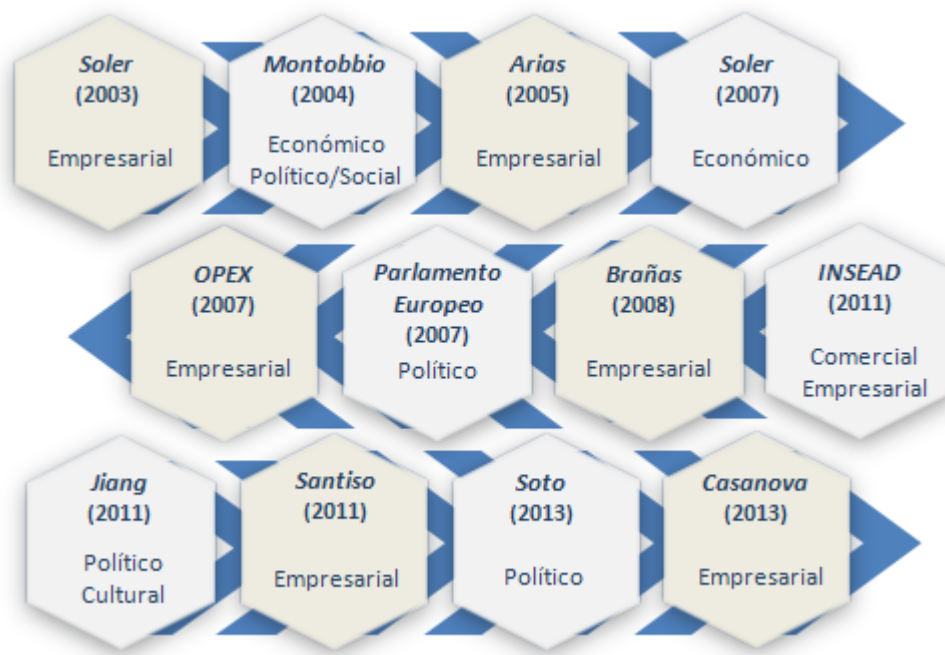 Soler
(2003)
Empresarial
Montobbio
(2004)
Económico
Político/Social
Arias
(2005)
Empresarial
Soler
(2007)
Económico
OPEX
(2007)
Empresarial
Parlamento
Europeo
(2007)
Político
Brañas
(2008)
Empresarial
INSEAD
(2011)
Comercial
Empresarial
Jiang
(2011)
Político
Cultural
Santiso
(2011)
Empresarial
Soto
(2013)
Político
Casanova
(2013)
Empresarial